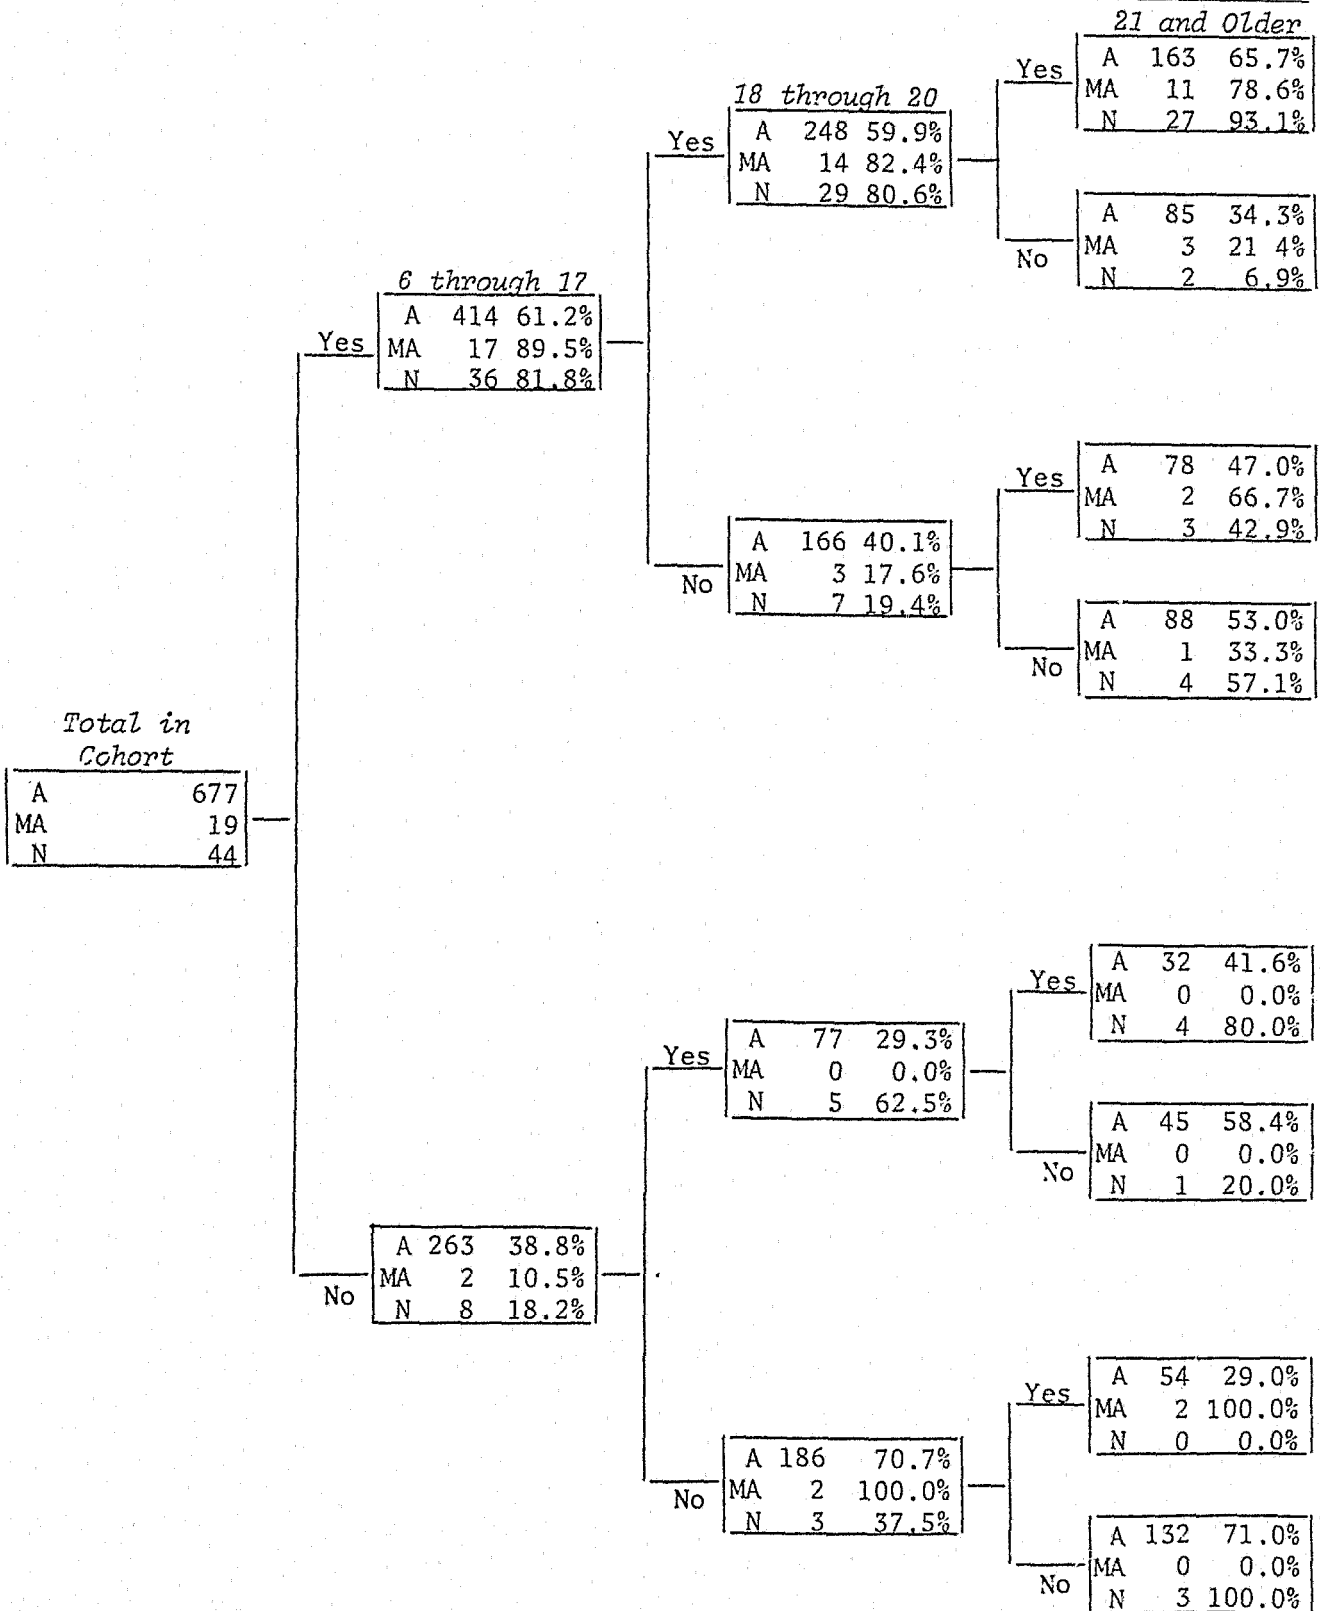 21 and Older
Yes
A 163 65.7%
MA 11 78.6%
N 27 93.1%
18 through 20
Yes
A 248 59.9%
MA 14 82.4%
N 29 80.6%
No
A 85 34.3%
MA 3 21 4%
N 2 6.9%
6 through 17
Yes
A 414 61.2%
MA 17 89.5%
N 36 81.8%
Yes
A 78 47.0%
MA 2 66.7%
N 3 42.9%
No
A 166 40.1%
MA 3 17.6%
N 7 19.4%
No
A 88 53.0%
MA 1 33.3%
N 4 57.1%
Total in
Cohort
A 677
MA 19
N 44
Yes
A 32 41.6%
MA 0 0.0%
N 4 80.0%
Yes
A 77 29.3%
MA 0 0.0%
N 5 62.5%
No
A 45 58.4%
MA 0 0.0%
N 1 20.0%
No
A 263 38.8%
MA 2 10.5%
N 8 18.2%
Yes
A 54 29.0%
MA 2 100.0%
N 0 0.0%
No
A 186 70.7%
MA 2 100.0%
N 3 37.5%
No
A 132 71.0%
MA 0 0.0%
N 3 100.0%